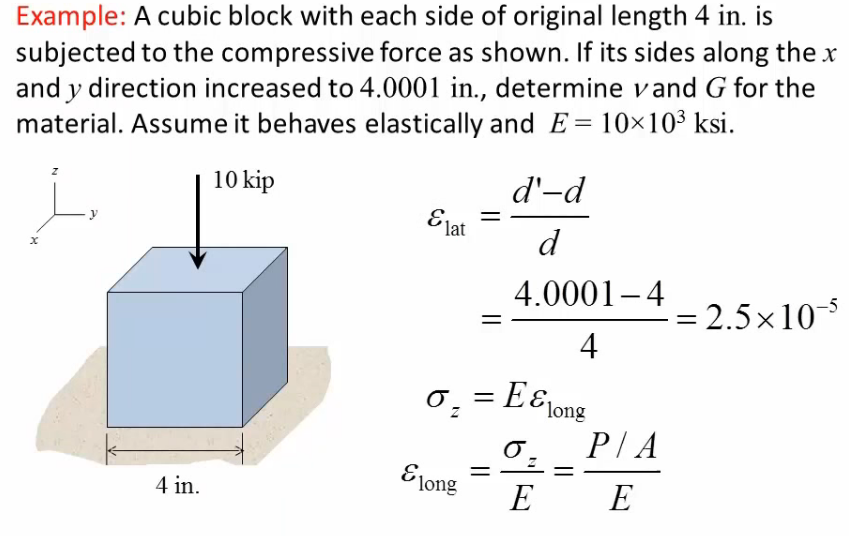 Example: A cubic block with each side of original length 4 in. is
subjected to the compressive force as shown. If its sides along the x
and y direction increased to 4.0001 in., determine ν and G for the
material. Assume it behaves elastically and E = 10×10³ ksi.
z
y
x
10 kip
4 in.
ε_lat = (d'–d)/d
= (4.0001 – 4)/4 = 2.5×10⁻⁵
σ_z = Eε_long
ε_long = σ_z/E = (P/A)/E